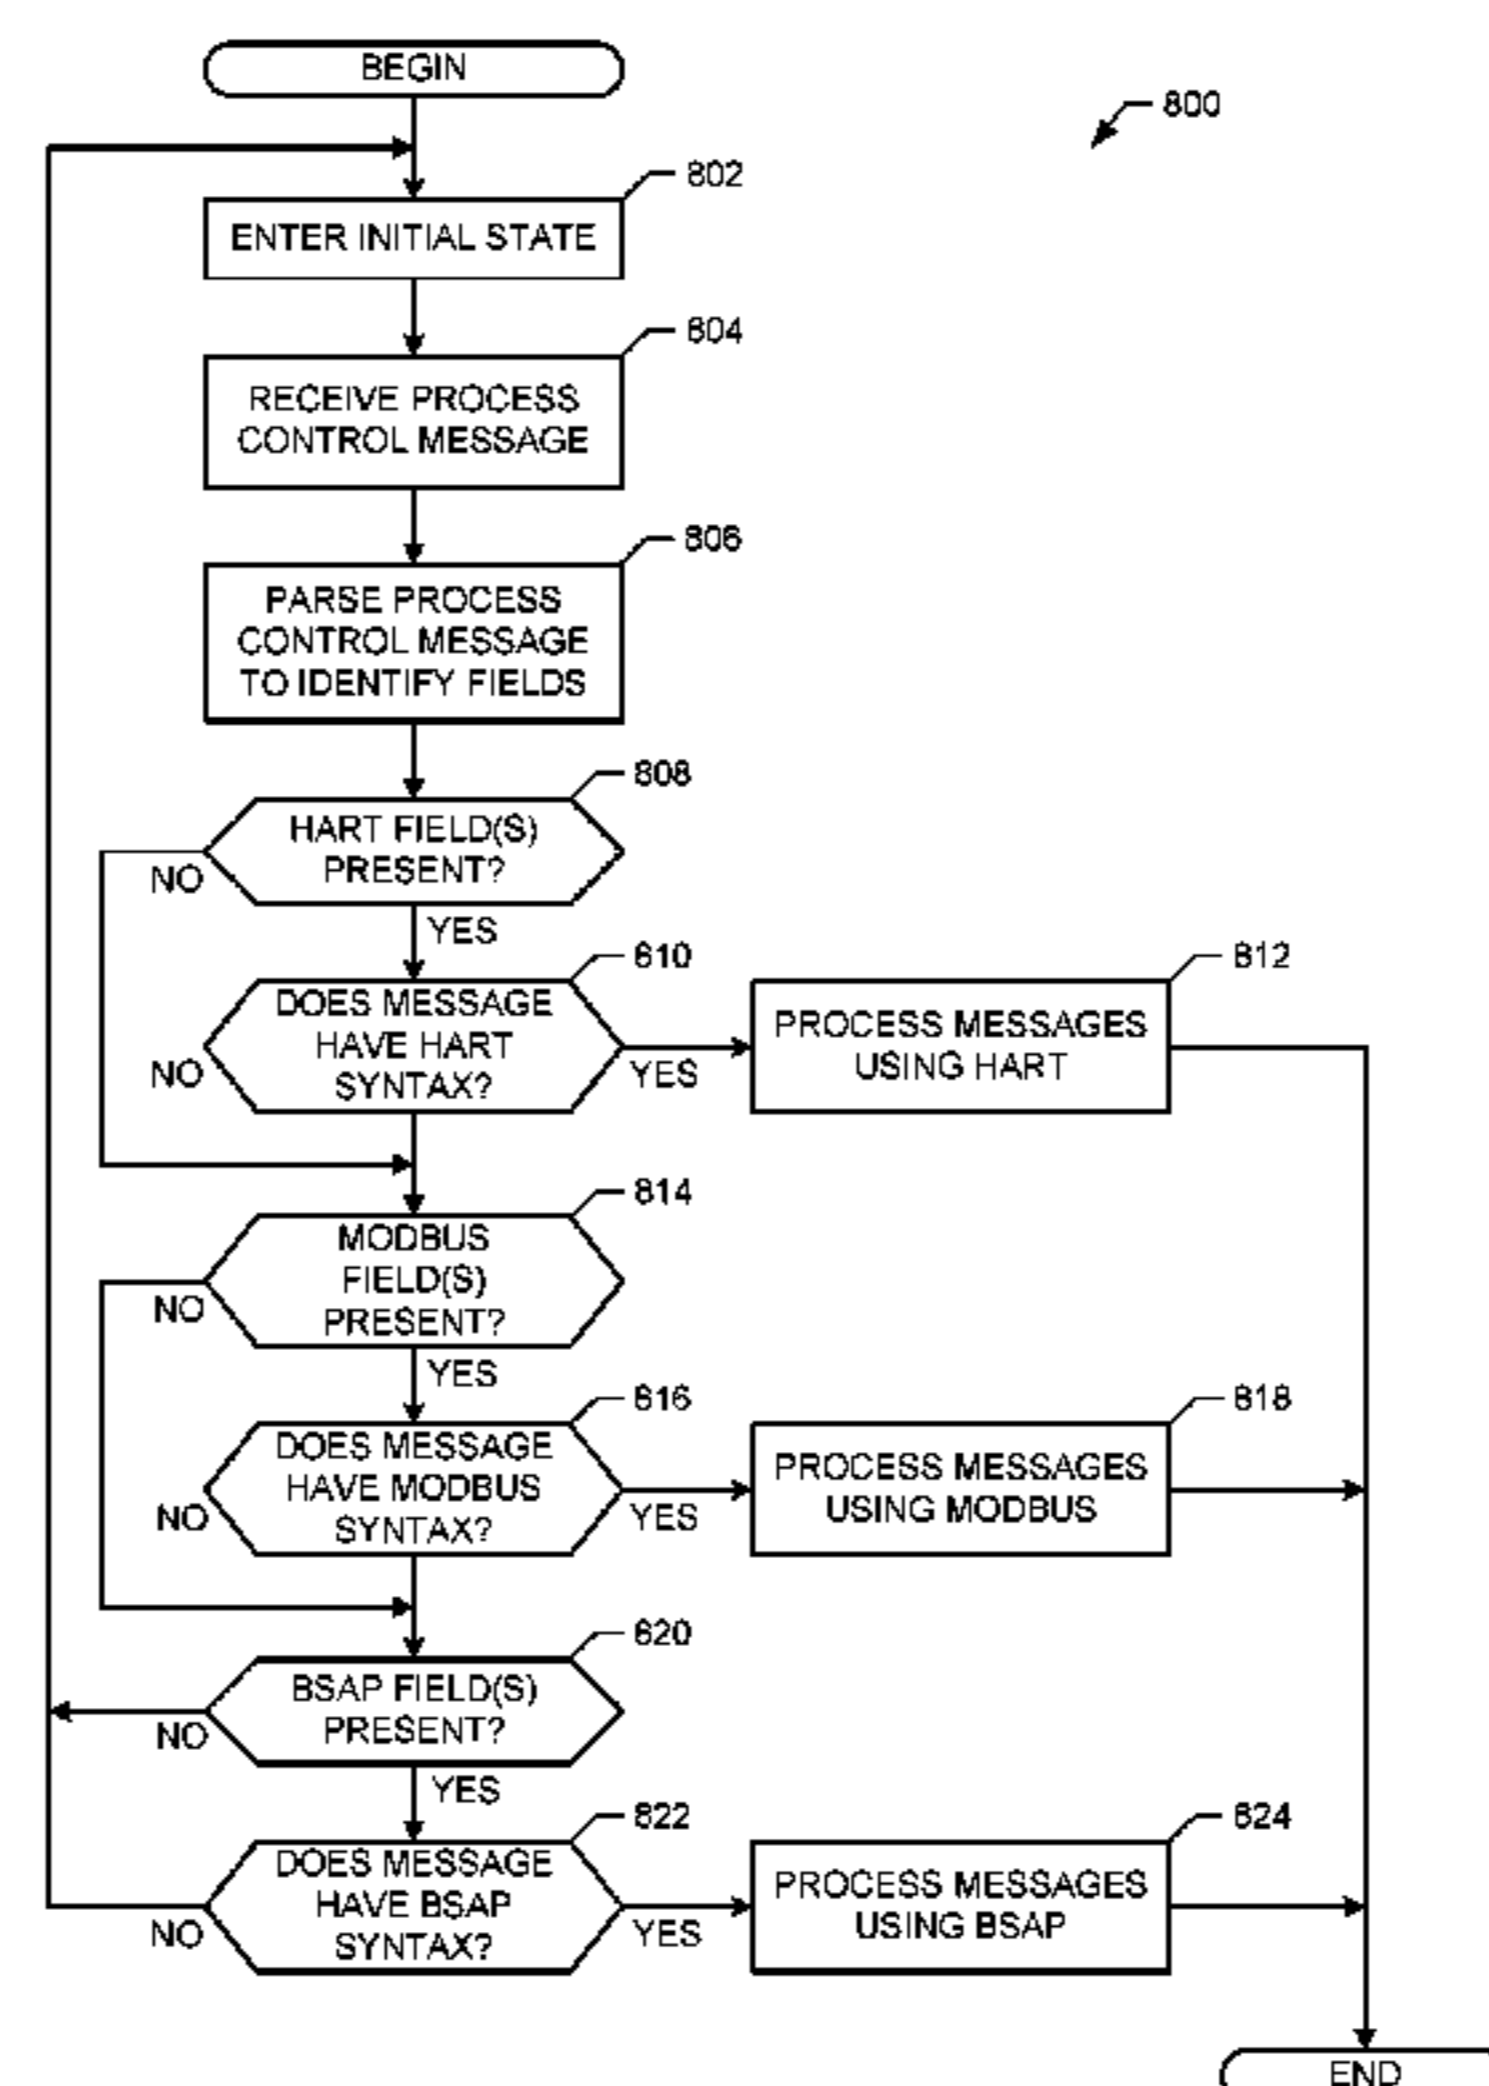 BEGIN
800
802
ENTER INITIAL STATE
804
RECEIVE PROCESS
CONTROL MESSAGE
806
PARSE PROCESS
CONTROL MESSAGE
TO IDENTIFY FIELDS
808
HART FIELD(S)
PRESENT?
NO
YES
810
DOES MESSAGE
HAVE HART
SYNTAX?
NO
YES
812
PROCESS MESSAGES
USING HART
814
MODBUS
FIELD(S)
PRESENT?
NO
YES
816
DOES MESSAGE
HAVE MODBUS
SYNTAX?
NO
YES
818
PROCESS MESSAGES
USING MODBUS
820
BSAP FIELD(S)
PRESENT?
NO
YES
822
DOES MESSAGE
HAVE BSAP
SYNTAX?
NO
YES
824
PROCESS MESSAGES
USING BSAP
END